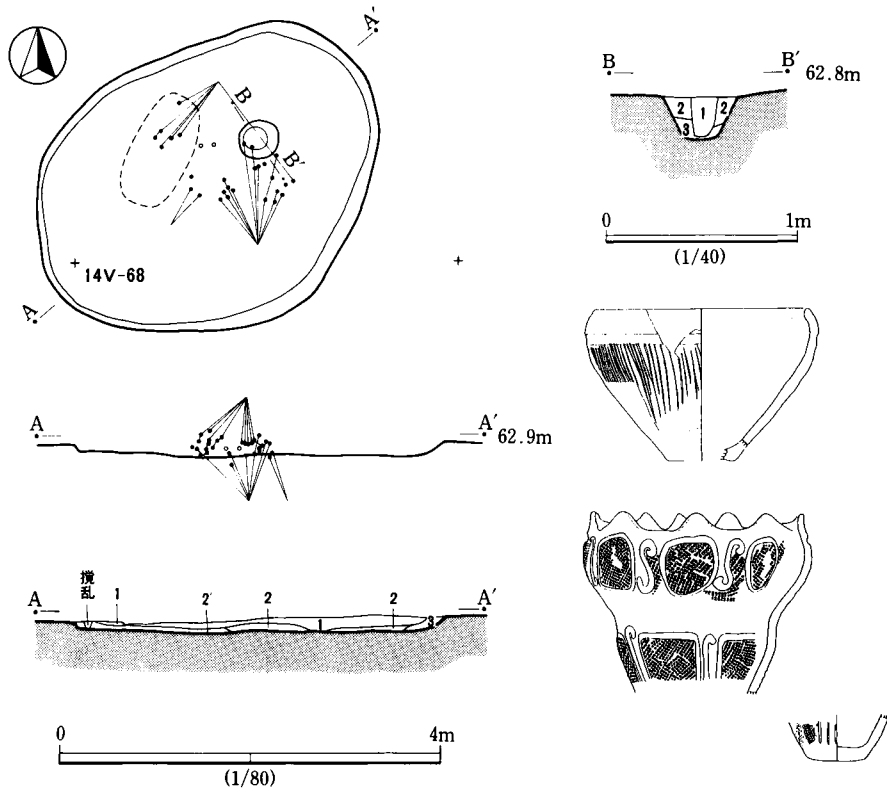 A'
B
B'
14V-68
A
A A' 62.9m
攪乱
1 2' 2 1 2 3
A A'
0 4m
(1/80)
B B' 62.8m
2 1 2
3
0 1m
(1/40)